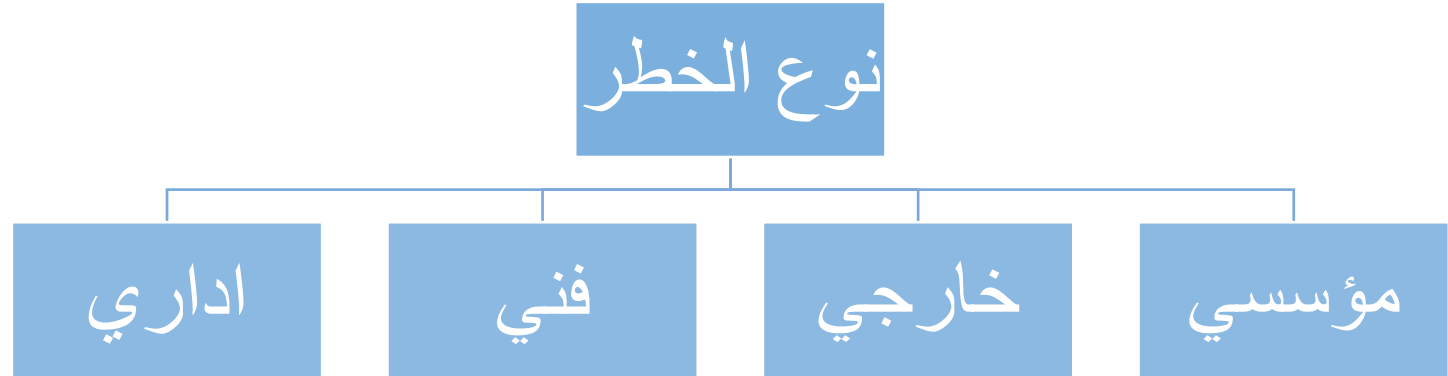 نوع الخطر
مؤسسي
خارجي
فني
اداري